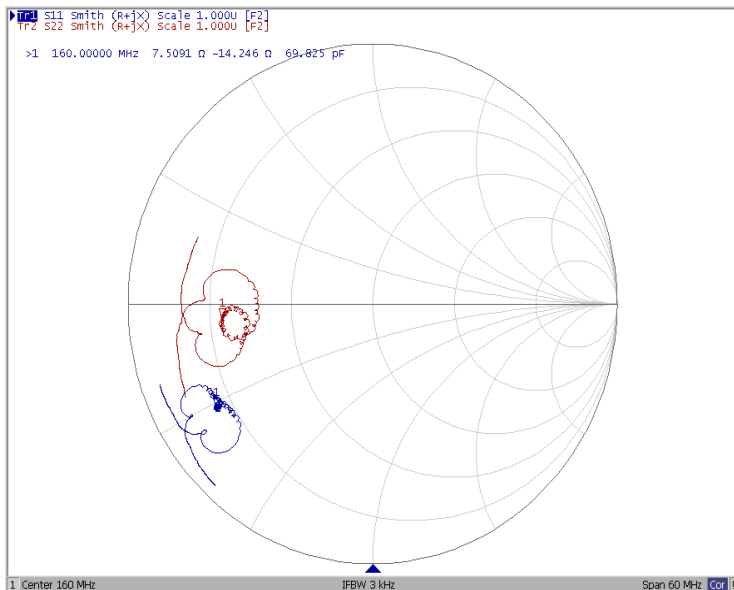 Tr1 S11 Smith (R+jX) Scale 1.000U [F2]
Tr2 S22 Smith (R+jX) Scale 1.000U [F2]
>1 160.00000 MHz 7.5091 Ω -14.246 Ω 69.825 pF
1
1
1 Center 160 MHz IFBW 3 kHz Span 60 MHz Cor !